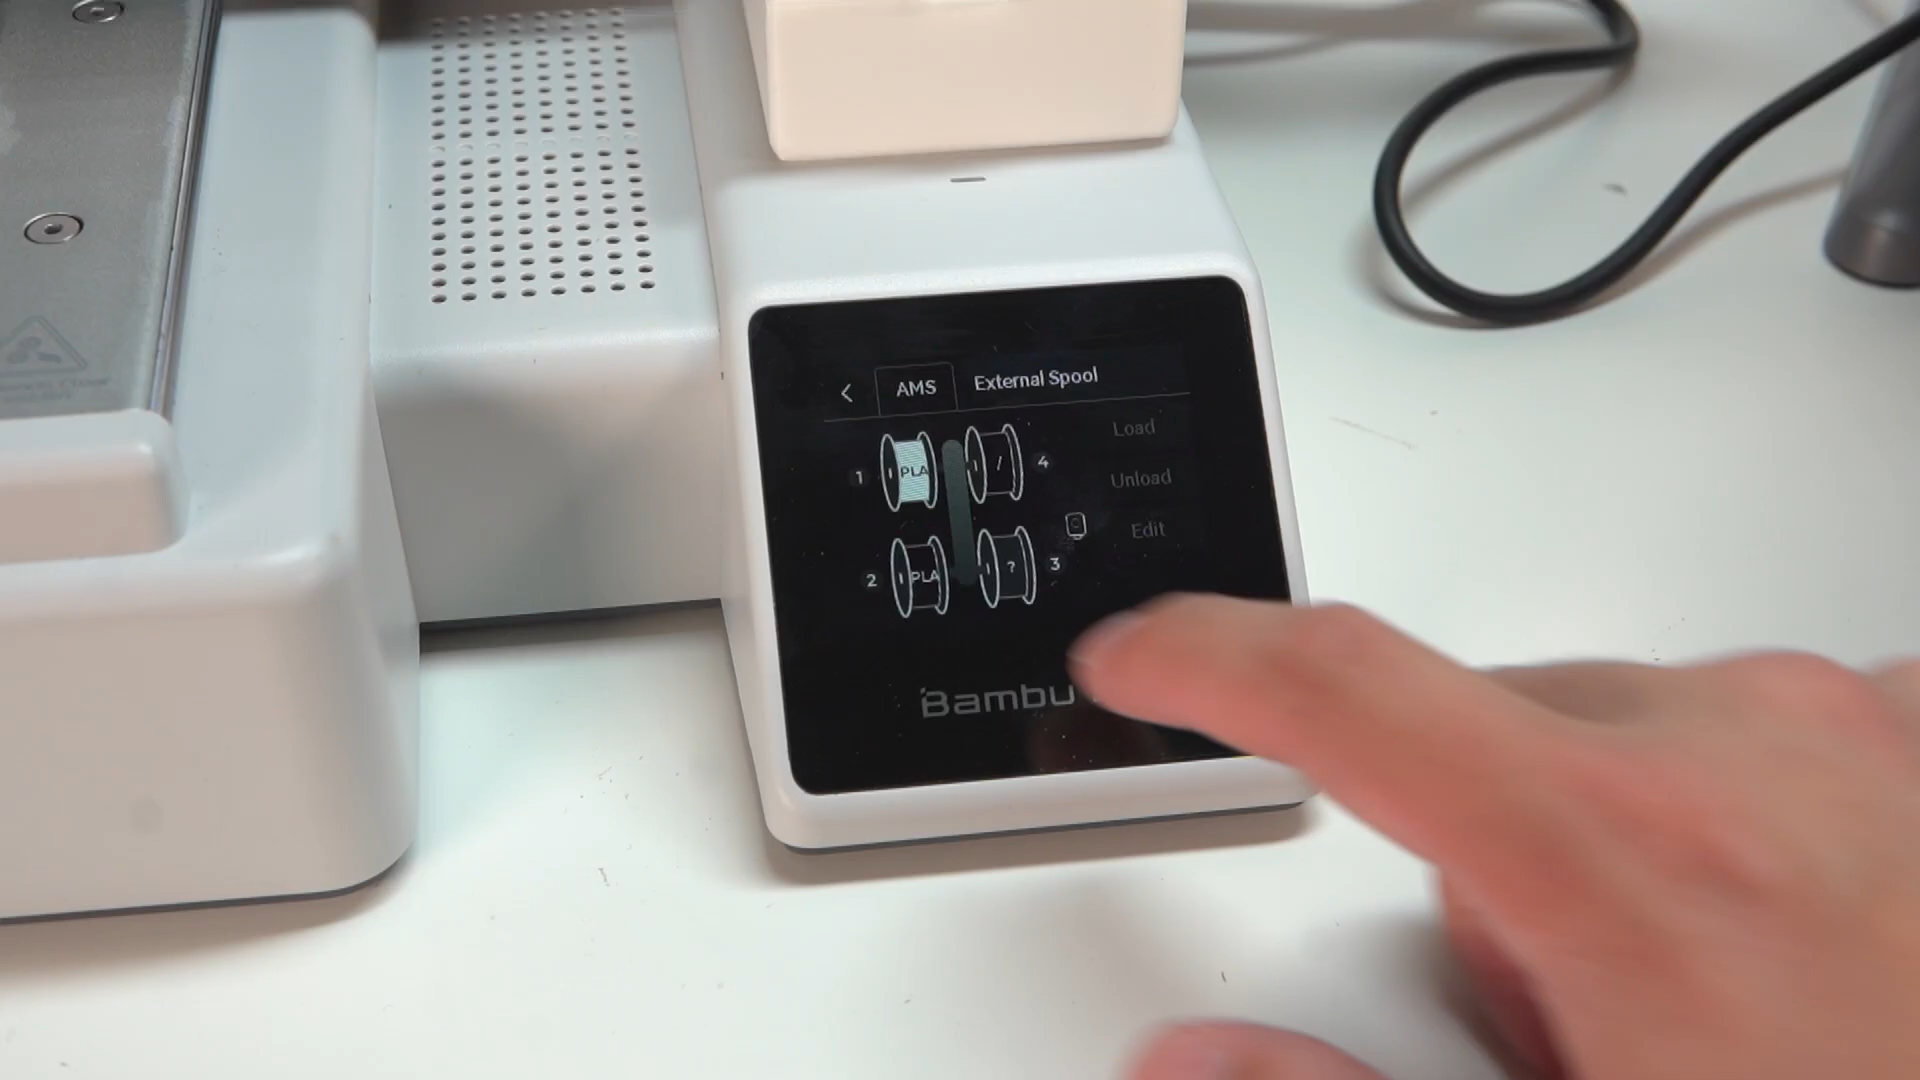 AMS External Spool
1 PLA / 4
Load
Unload
Edit
2 PLA ? 3
Bambu